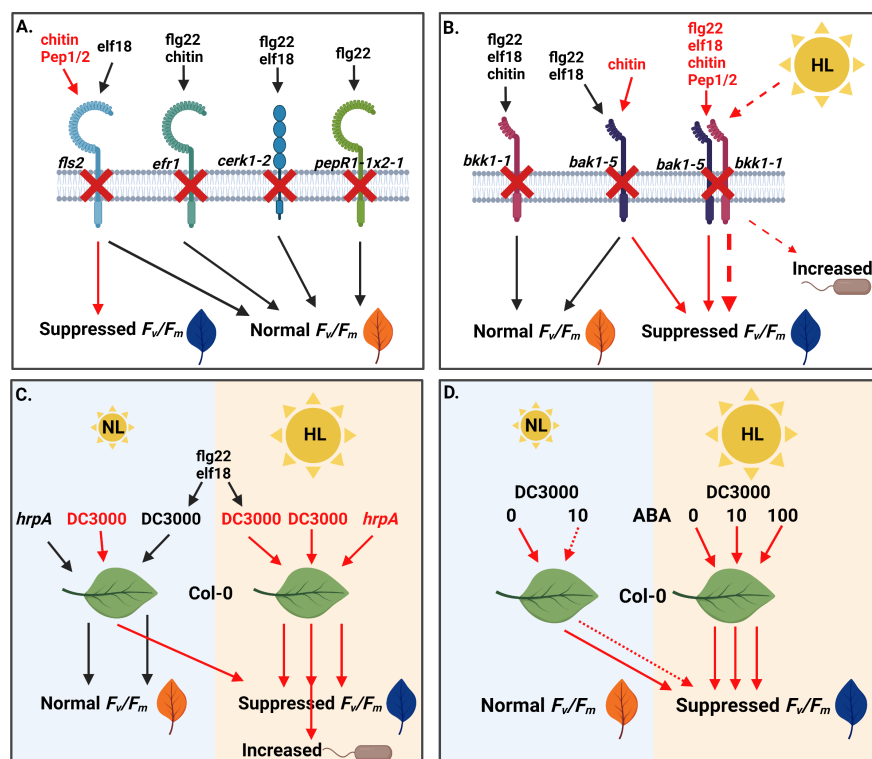 A.
chitin
Pep1/2
elf18
flg22
chitin
flg22
elf18
flg22
fls2
efr1
cerk1-2
pepR1-1x2-1
Suppressed Fv/Fm
Normal Fv/Fm
B.
flg22
elf18
chitin
flg22
elf18
chitin
flg22
elf18
chitin
Pep1/2
HL
bkk1-1
bak1-5
bak1-5
bkk1-1
Increased
Normal Fv/Fm
Suppressed Fv/Fm
C.
NL
HL
flg22
elf18
hrpA
DC3000
DC3000
DC3000
DC3000
hrpA
Col-0
Normal Fv/Fm
Suppressed Fv/Fm
Increased
D.
NL
HL
DC3000
DC3000
0
10
ABA
0
10
100
Col-0
Normal Fv/Fm
Suppressed Fv/Fm